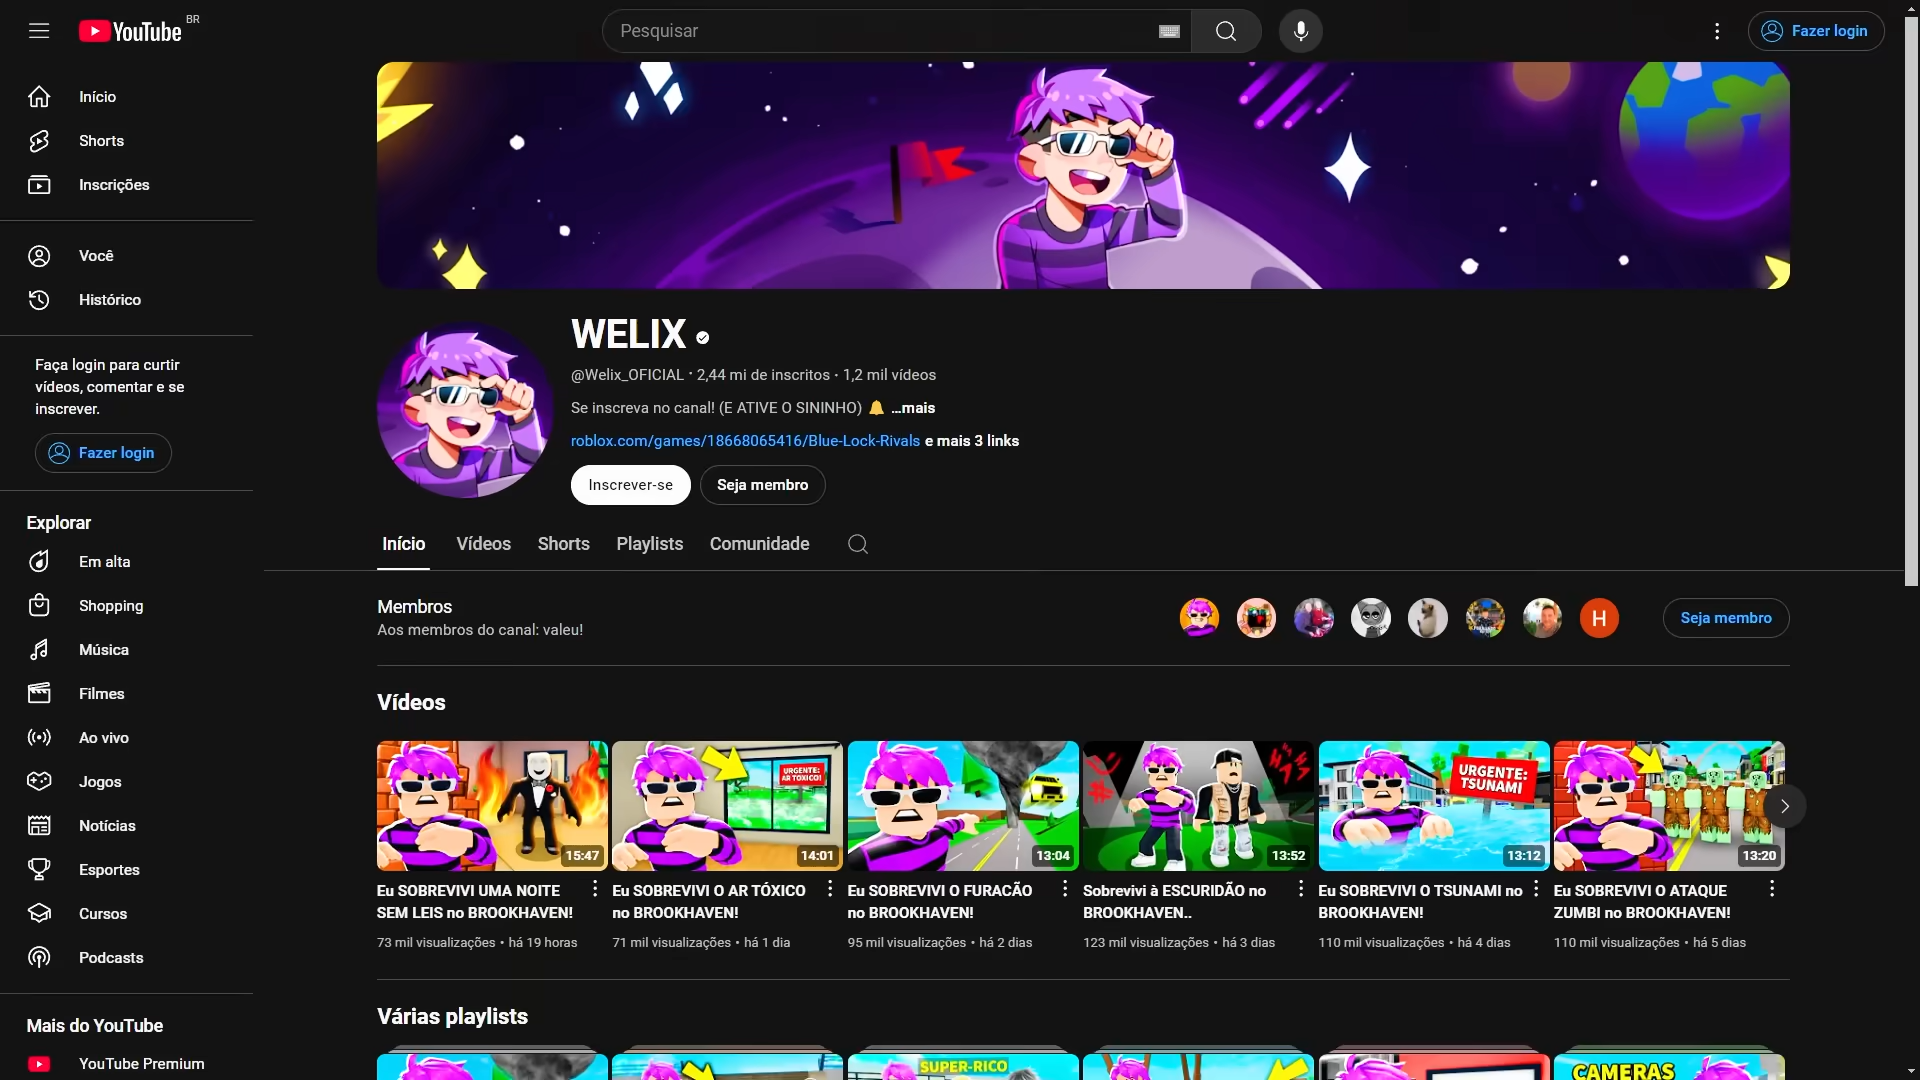 YouTube BR
Pesquisar
Fazer login
Início
Shorts
Inscrições
Você
Histórico
Faça login para curtir
vídeos, comentar e se
inscrever.
Fazer login
Explorar
Em alta
Shopping
Música
Filmes
Ao vivo
Jogos
Notícias
Esportes
Cursos
Podcasts
Mais do YouTube
YouTube Premium
WELIX
@Welix_OFICIAL • 2,44 mi de inscritos • 1,2 mil vídeos
Se inscreva no canal! (E ATIVE O SININHO) 🔔 ...mais
roblox.com/games/18668065416/Blue-Lock-Rivals e mais 3 links
Inscrever-se
Seja membro
Início Vídeos Shorts Playlists Comunidade
Membros
Aos membros do canal: valeu!
H
Seja membro
Vídeos
15:47
Eu SOBREVIVI UMA NOITE
SEM LEIS no BROOKHAVEN!
73 mil visualizações • há 19 horas
URGENTE:
AR TOXICO!
14:01
Eu SOBREVIVI O AR TÓXICO
no BROOKHAVEN!
71 mil visualizações • há 1 dia
13:04
Eu SOBREVIVI O FURACÃO
no BROOKHAVEN!
95 mil visualizações • há 2 dias
13:52
Sobrevivi à ESCURIDÃO no
BROOKHAVEN..
123 mil visualizações • há 3 dias
URGENTE:
TSUNAMI
13:12
Eu SOBREVIVI O TSUNAMI no
BROOKHAVEN!
110 mil visualizações • há 4 dias
13:20
Eu SOBREVIVI O ATAQUE
ZUMBI no BROOKHAVEN!
110 mil visualizações • há 5 dias
Várias playlists
SUPER-RICO
CAMERAS